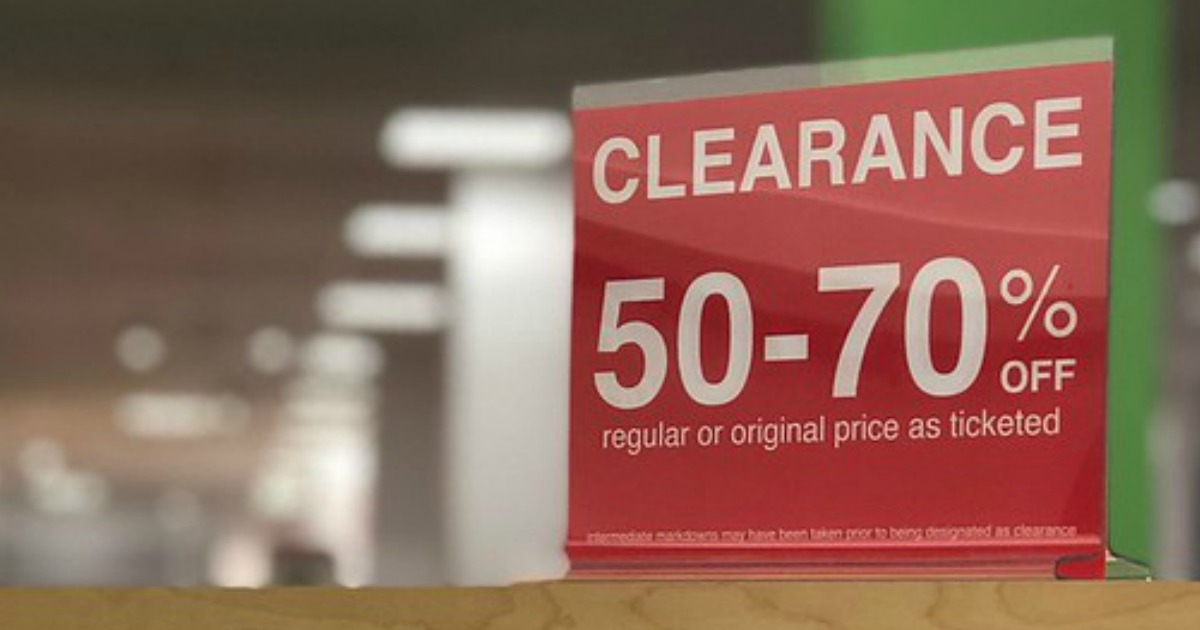 CLEARANCE
50-70%
OFF
regular or original price as ticketed
intermediate markdowns may have been taken prior to being designated as clearance